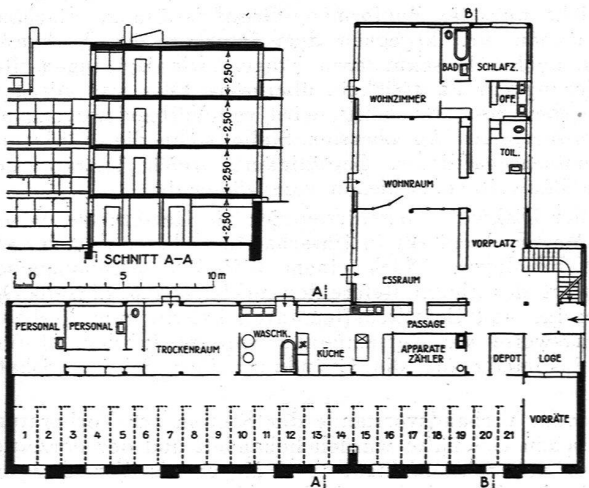 B
BAD
SCHLAFZ.
WOHNZIMMER
OFF.
TOIL.
WOHNRAUM
VORPLATZ
ESSRAUM
2,50
2,50
2,50
2,50
SCHNITT A-A
1 0 5 10 m
A
PERSONAL
PERSONAL
TROCKENRAUM
WASCHK.
KÜCHE
PASSAGE
APPARATE
ZÄHLER
DEPOT
LOGE
VORRÄTE
1 2 3 4 5 6 7 8 9 10 11 12 13 14 15 16 17 18 19 20 21
A
B